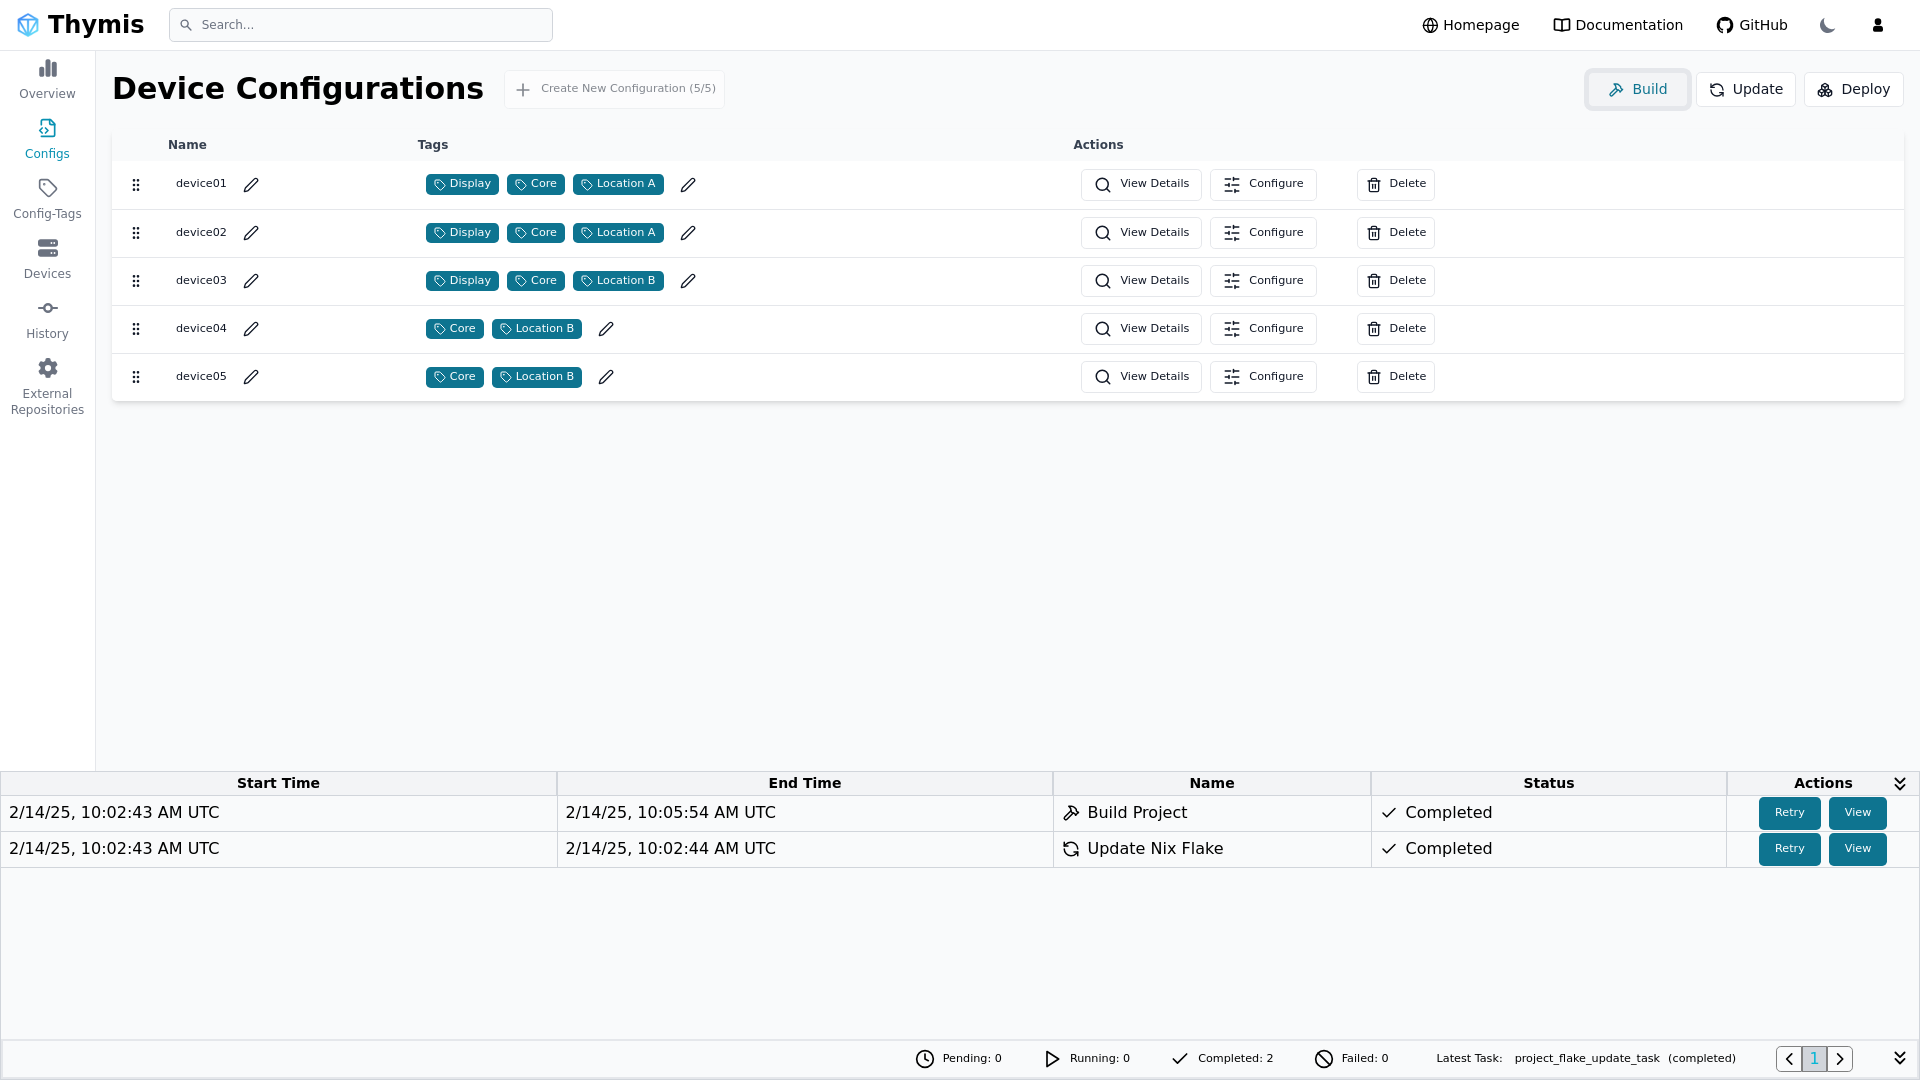 Thymis
Search...
Homepage
Documentation
GitHub
Overview
Configs
Config-Tags
Devices
History
External
Repositories
Device Configurations
Create New Configuration (5/5)
Build
Update
Deploy
Name Tags Actions
device01 Display Core Location A View Details Configure Delete
device02 Display Core Location A View Details Configure Delete
device03 Display Core Location B View Details Configure Delete
device04 Core Location B View Details Configure Delete
device05 Core Location B View Details Configure Delete
Start Time End Time Name Status Actions
2/14/25, 10:02:43 AM UTC 2/14/25, 10:05:54 AM UTC Build Project Completed Retry View
2/14/25, 10:02:43 AM UTC 2/14/25, 10:02:44 AM UTC Update Nix Flake Completed Retry View
Pending: 0 Running: 0 Completed: 2 Failed: 0 Latest Task: project_flake_update_task (completed) 1